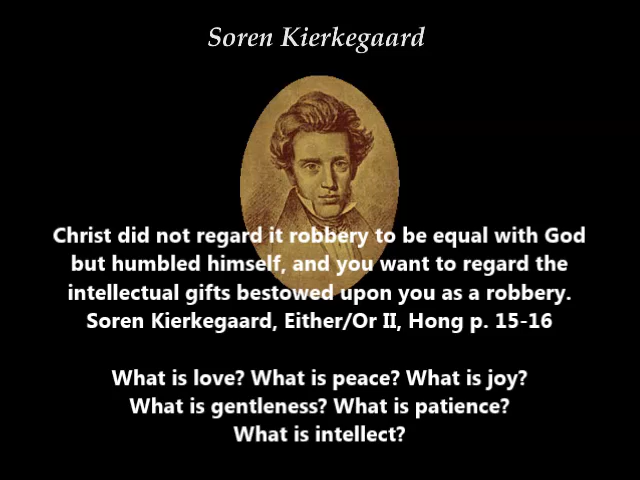 Soren Kierkegaard
Christ did not regard it robbery to be equal with God
but humbled himself, and you want to regard the
intellectual gifts bestowed upon you as a robbery.
Soren Kierkegaard, Either/Or II, Hong p. 15-16
What is love? What is peace? What is joy?
What is gentleness? What is patience?
What is intellect?